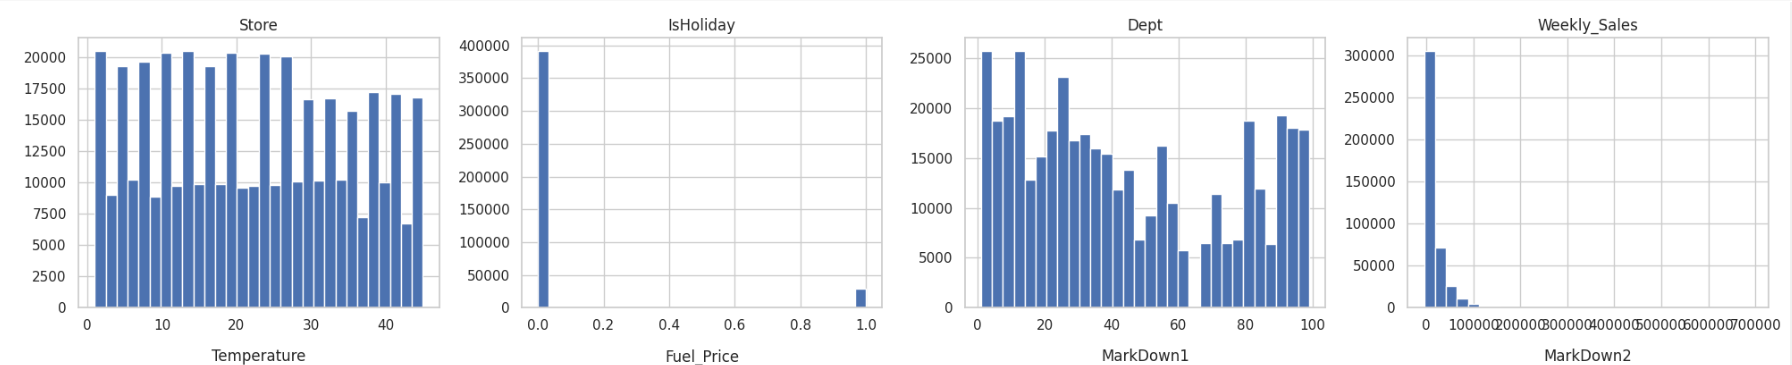 Store
20000
17500
15000
12500
10000
7500
5000
2500
0
0 10 20 30 40
Temperature
IsHoliday
400000
350000
300000
250000
200000
150000
100000
50000
0
0.0 0.2 0.4 0.6 0.8 1.0
Fuel_Price
Dept
25000
20000
15000
10000
5000
0
0 20 40 60 80 100
MarkDown1
Weekly_Sales
300000
250000
200000
150000
100000
50000
0
0 100000 200000 300000 400000 500000 600000 700000
MarkDown2